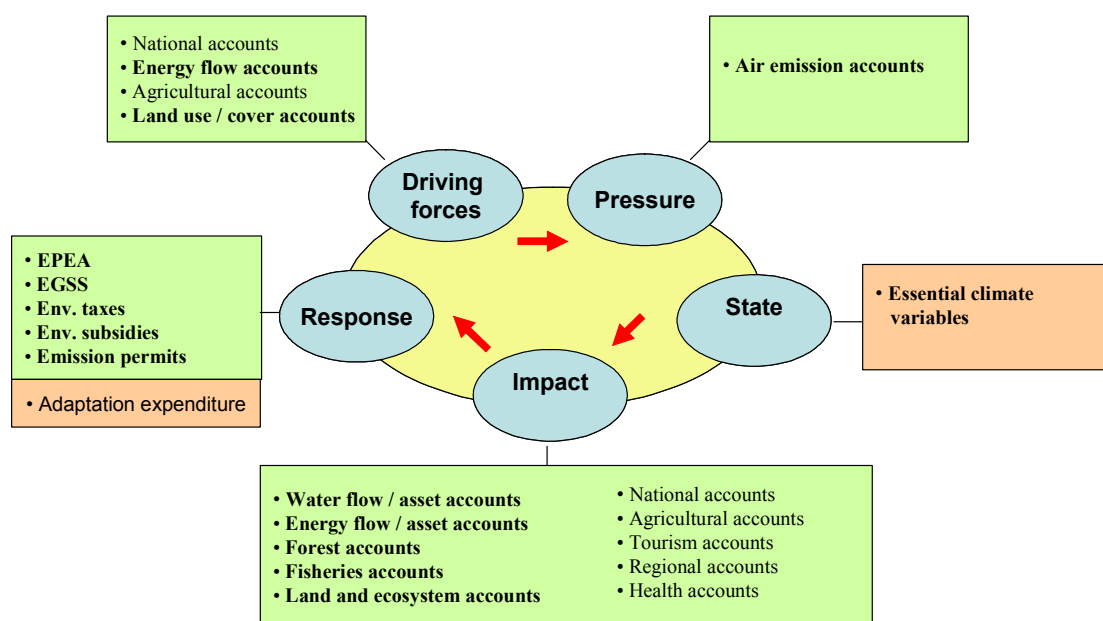 • National accounts
• Energy flow accounts
• Agricultural accounts
• Land use / cover accounts
• Air emission accounts
Driving
forces
Pressure
• EPEA
• EGSS
• Env. taxes
• Env. subsidies
• Emission permits
• Adaptation expenditure
Response
State
• Essential climate
variables
Impact
• Water flow / asset accounts
• Energy flow / asset accounts
• Forest accounts
• Fisheries accounts
• Land and ecosystem accounts
• National accounts
• Agricultural accounts
• Tourism accounts
• Regional accounts
• Health accounts